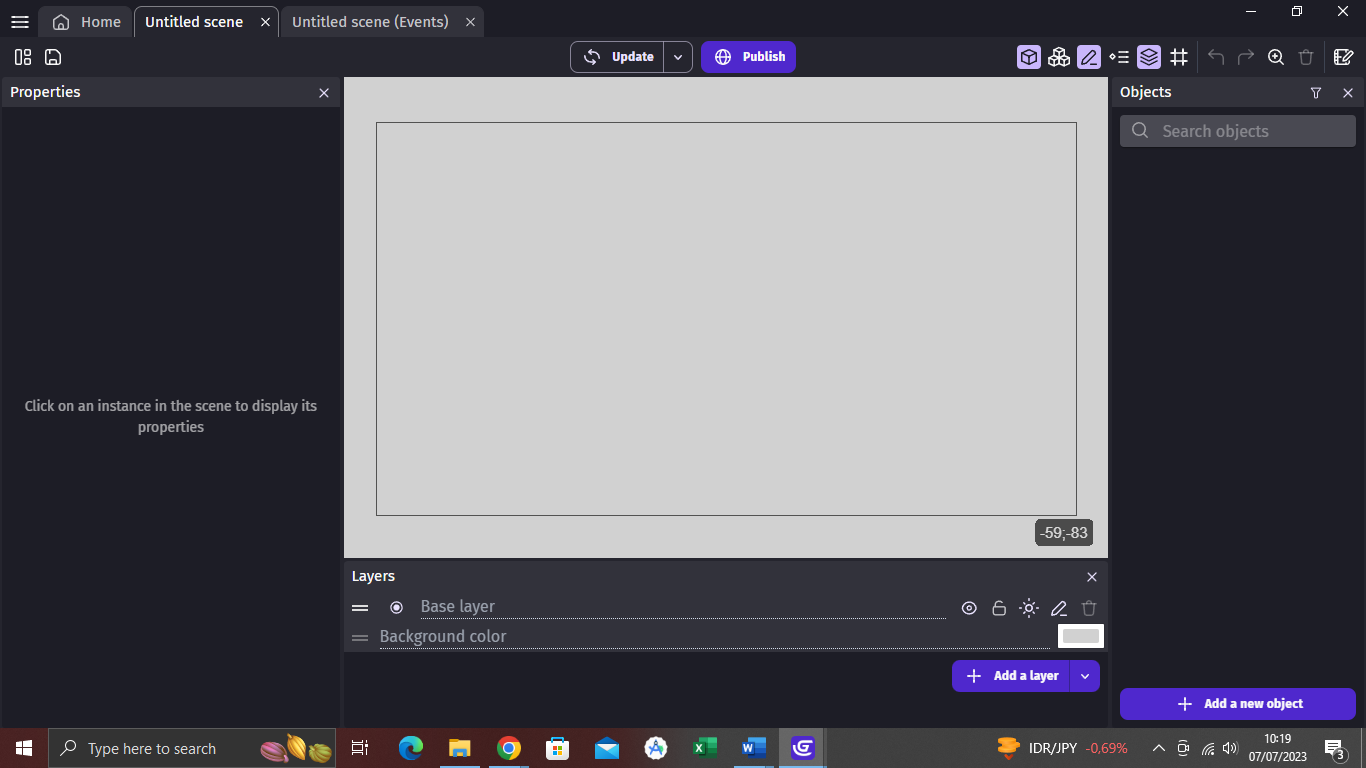 Home
Untitled scene
Untitled scene (Events)
Update
Publish
Properties
Objects
Search objects
Click on an instance in the scene to display its
properties
-59;-83
Layers
Base layer
Background color
Add a layer
Add a new object
Type here to search
IDR/JPY -0,69%
10:19
07/07/2023
3